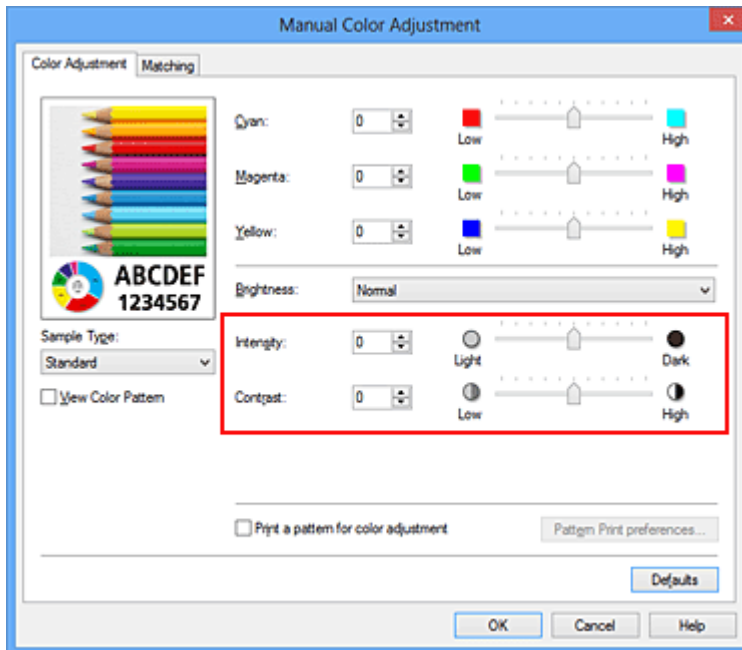 Manual Color Adjustment
Color Adjustment
Matching
ABCDEF
1234567
Sample Type:
Standard
View Color Pattern
Cyan:
0
Low
High
Magenta:
0
Low
High
Yellow:
0
Low
High
Brightness:
Normal
Intensity:
0
Light
Dark
Contrast:
0
Low
High
Print a pattern for color adjustment
Pattern Print preferences...
Defaults
OK
Cancel
Help